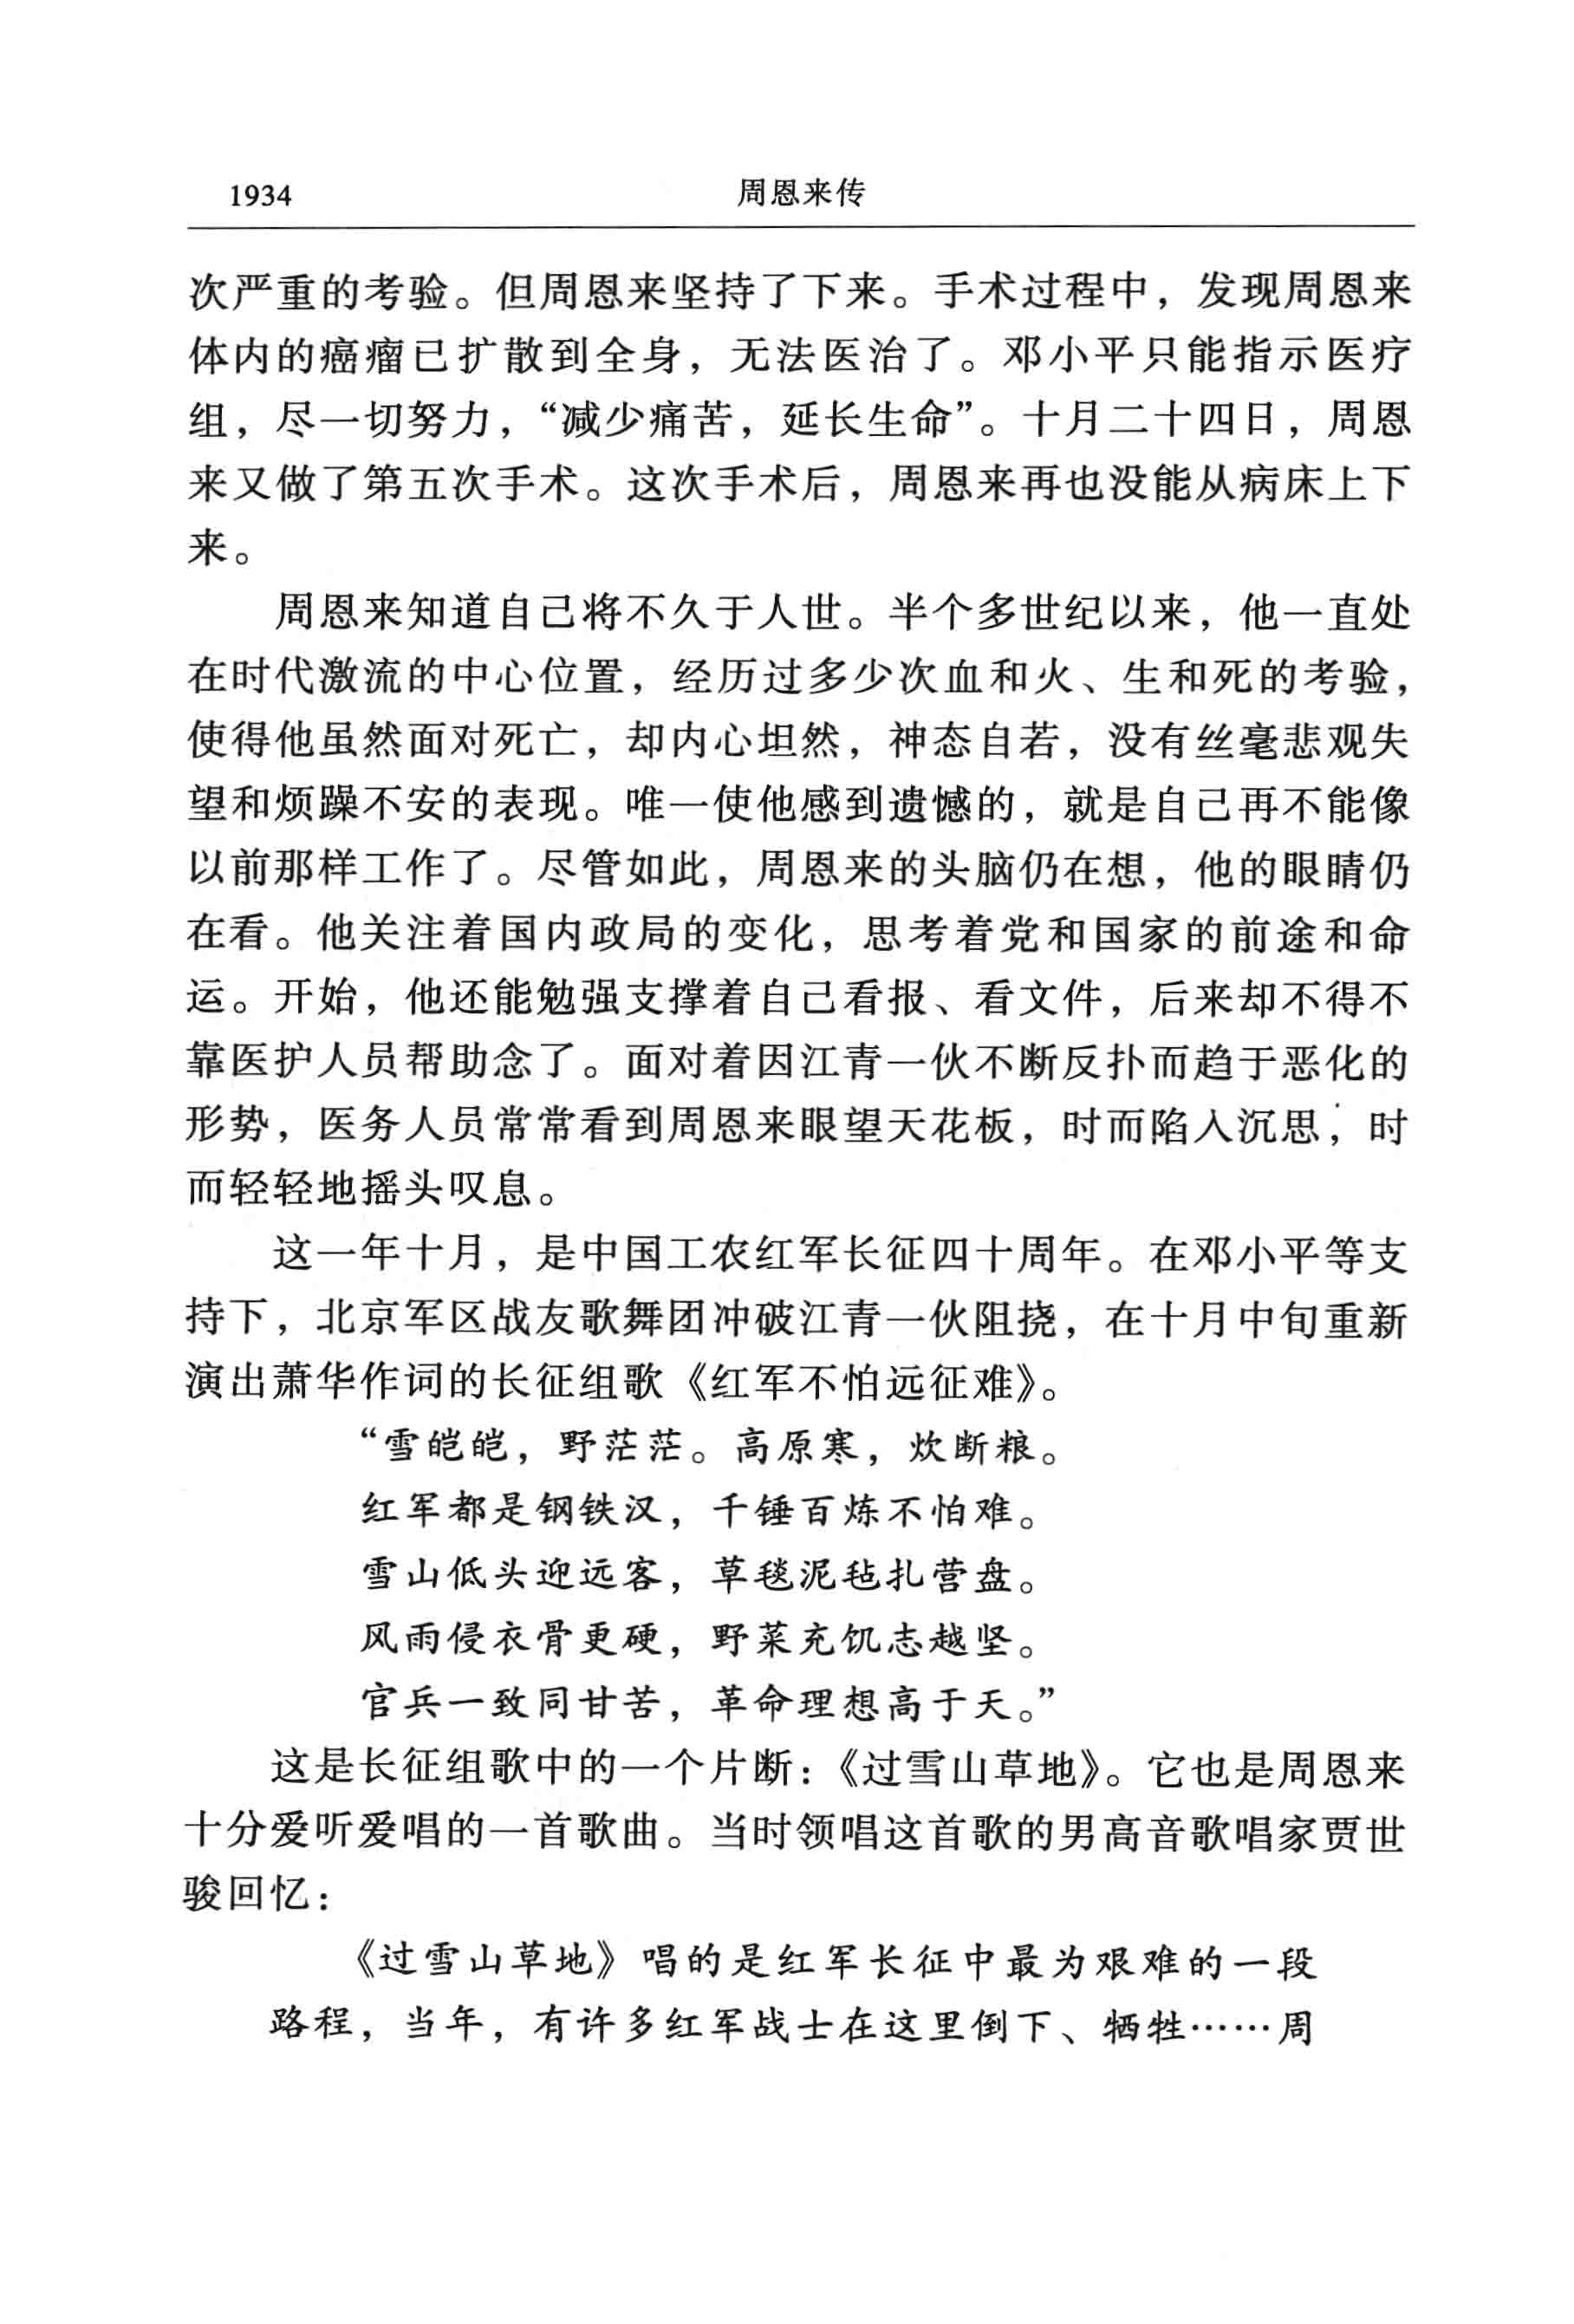 1934
周恩来传
次严重的考验。但周恩来坚持了下来。手术过程中，发现周恩来
体内的癌瘤已扩散到全身，无法医治了。邓小平只能指示医疗
组，尽一切努力，“减少痛苦，延长生命”。十月二十四日，周恩
来又做了第五次手术。这次手术后，周恩来再也没能从病床上下
来。
周恩来知道自己将不久于人世。半个多世纪以来，他一直处
在时代激流的中心位置，经历过多少次血和火、生和死的考验，
使得他虽然面对死亡，却内心坦然，神态自若，没有丝毫悲观失
望和烦躁不安的表现。唯一使他感到遗憾的，就是自己再不能像
以前那样工作了。尽管如此，周恩来的头脑仍在想，他的眼睛仍
在看。他关注着国内政局的变化，思考着党和国家的前途和命
运。开始，他还能勉强支撑着自己看报、看文件，后来却不得不
靠医护人员帮助念了。面对着因江青一伙不断反扑而趋于恶化的
形势，医务人员常常看到周恩来眼望天花板，时而陷入沉思，时
而轻轻地摇头叹息。
这一年十月，是中国工农红军长征四十周年。在邓小平等支
持下，北京军区战友歌舞团冲破江青一伙阻挠，在十月中旬重新
演出萧华作词的长征组歌《红军不怕远征难》。
“雪皑皑，野茫茫。高原寒，炊断粮。
红军都是钢铁汉，千锤百炼不怕难。
雪山低头迎远客，草毯泥毡扎营盘。
风雨侵衣骨更硬，野菜充饥志越坚。
官兵一致同甘苦，革命理想高于天。”
这是长征组歌中的一个片断：《过雪山草地》。它也是周恩来
十分爱听爱唱的一首歌曲。当时领唱这首歌的男高音歌唱家贾世
骏回忆：
《过雪山草地》唱的是红军长征中最为艰难的一段
路程，当年，有许多红军战士在这里倒下、牺牲……周